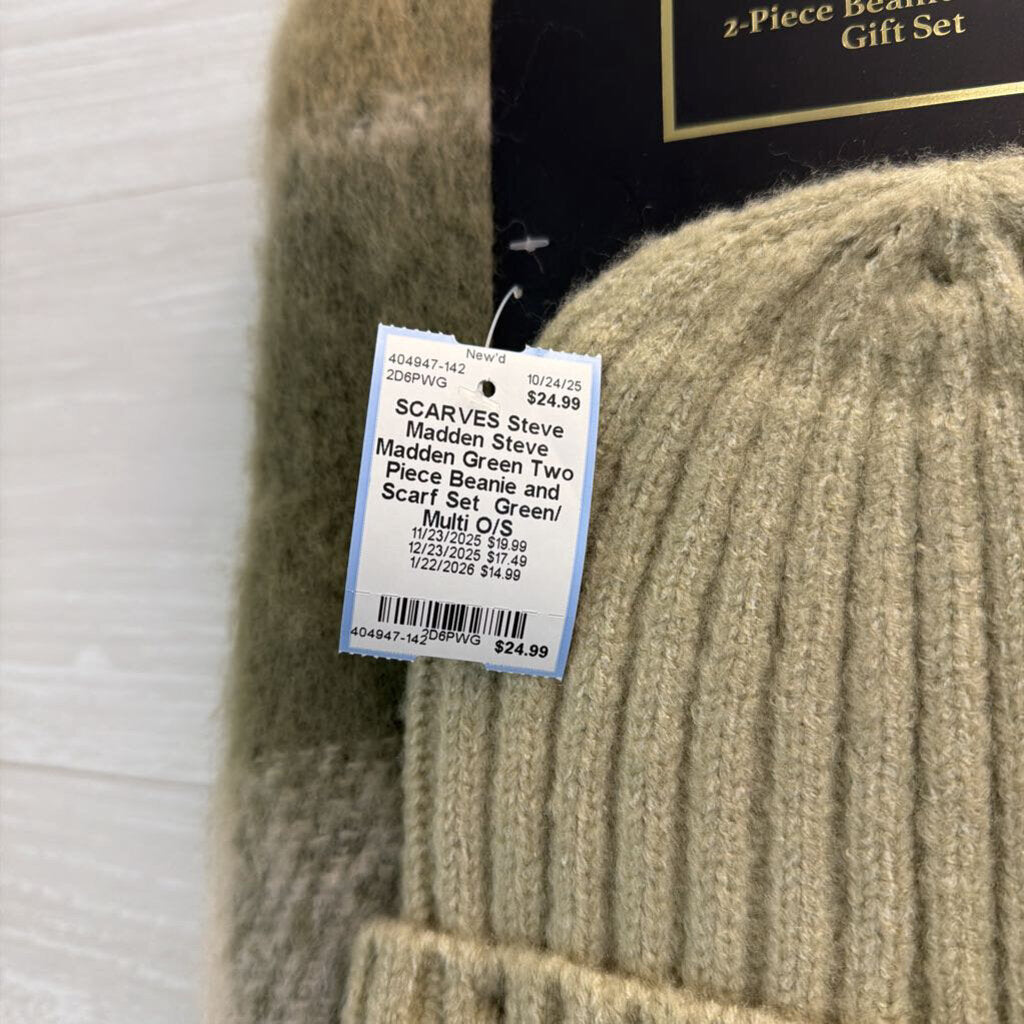 2-Piece Beanie
Gift Set
New'd
404947-142
2D6PWG
10/24/25
$24.99
SCARVES Steve
Madden Steve
Madden Green Two
Piece Beanie and
Scarf Set Green/
Multi O/S
11/23/2025 $19.99
12/23/2025 $17.49
1/22/2026 $14.99
404947-142
2D6PWG
$24.99